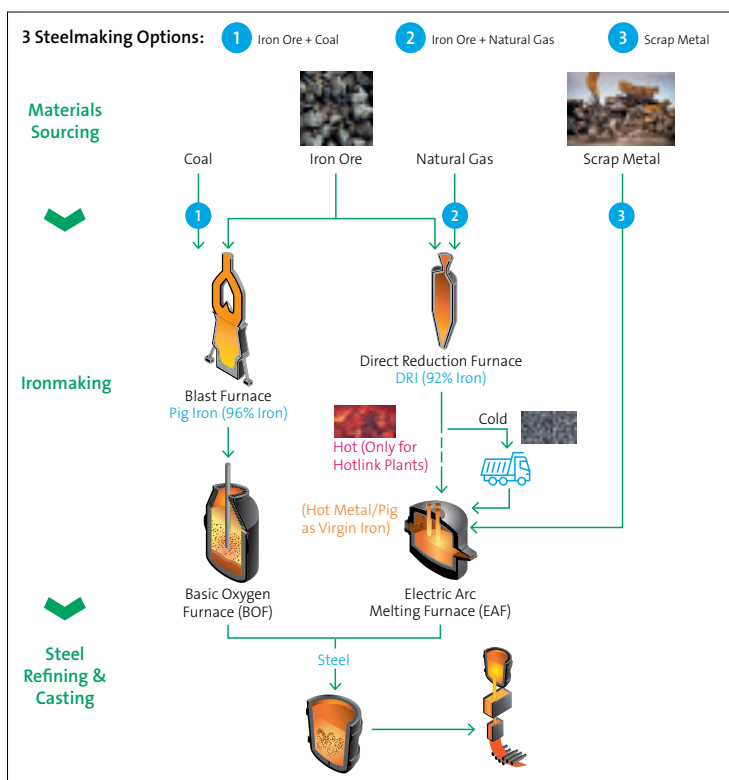 3 Steelmaking Options:
1 Iron Ore + Coal
2 Iron Ore + Natural Gas
3 Scrap Metal
Materials
Sourcing
Coal
Iron Ore
Natural Gas
Scrap Metal
1
2
3
Ironmaking
Direct Reduction Furnace
DRI (92% Iron)
Blast Furnace
Pig Iron (96% Iron)
Cold
Hot (Only for
Hotlink Plants)
(Hot Metal/Pig
as Virgin Iron)
Basic Oxygen
Furnace (BOF)
Electric Arc
Melting Furnace (EAF)
Steel
Refining &
Casting
Steel